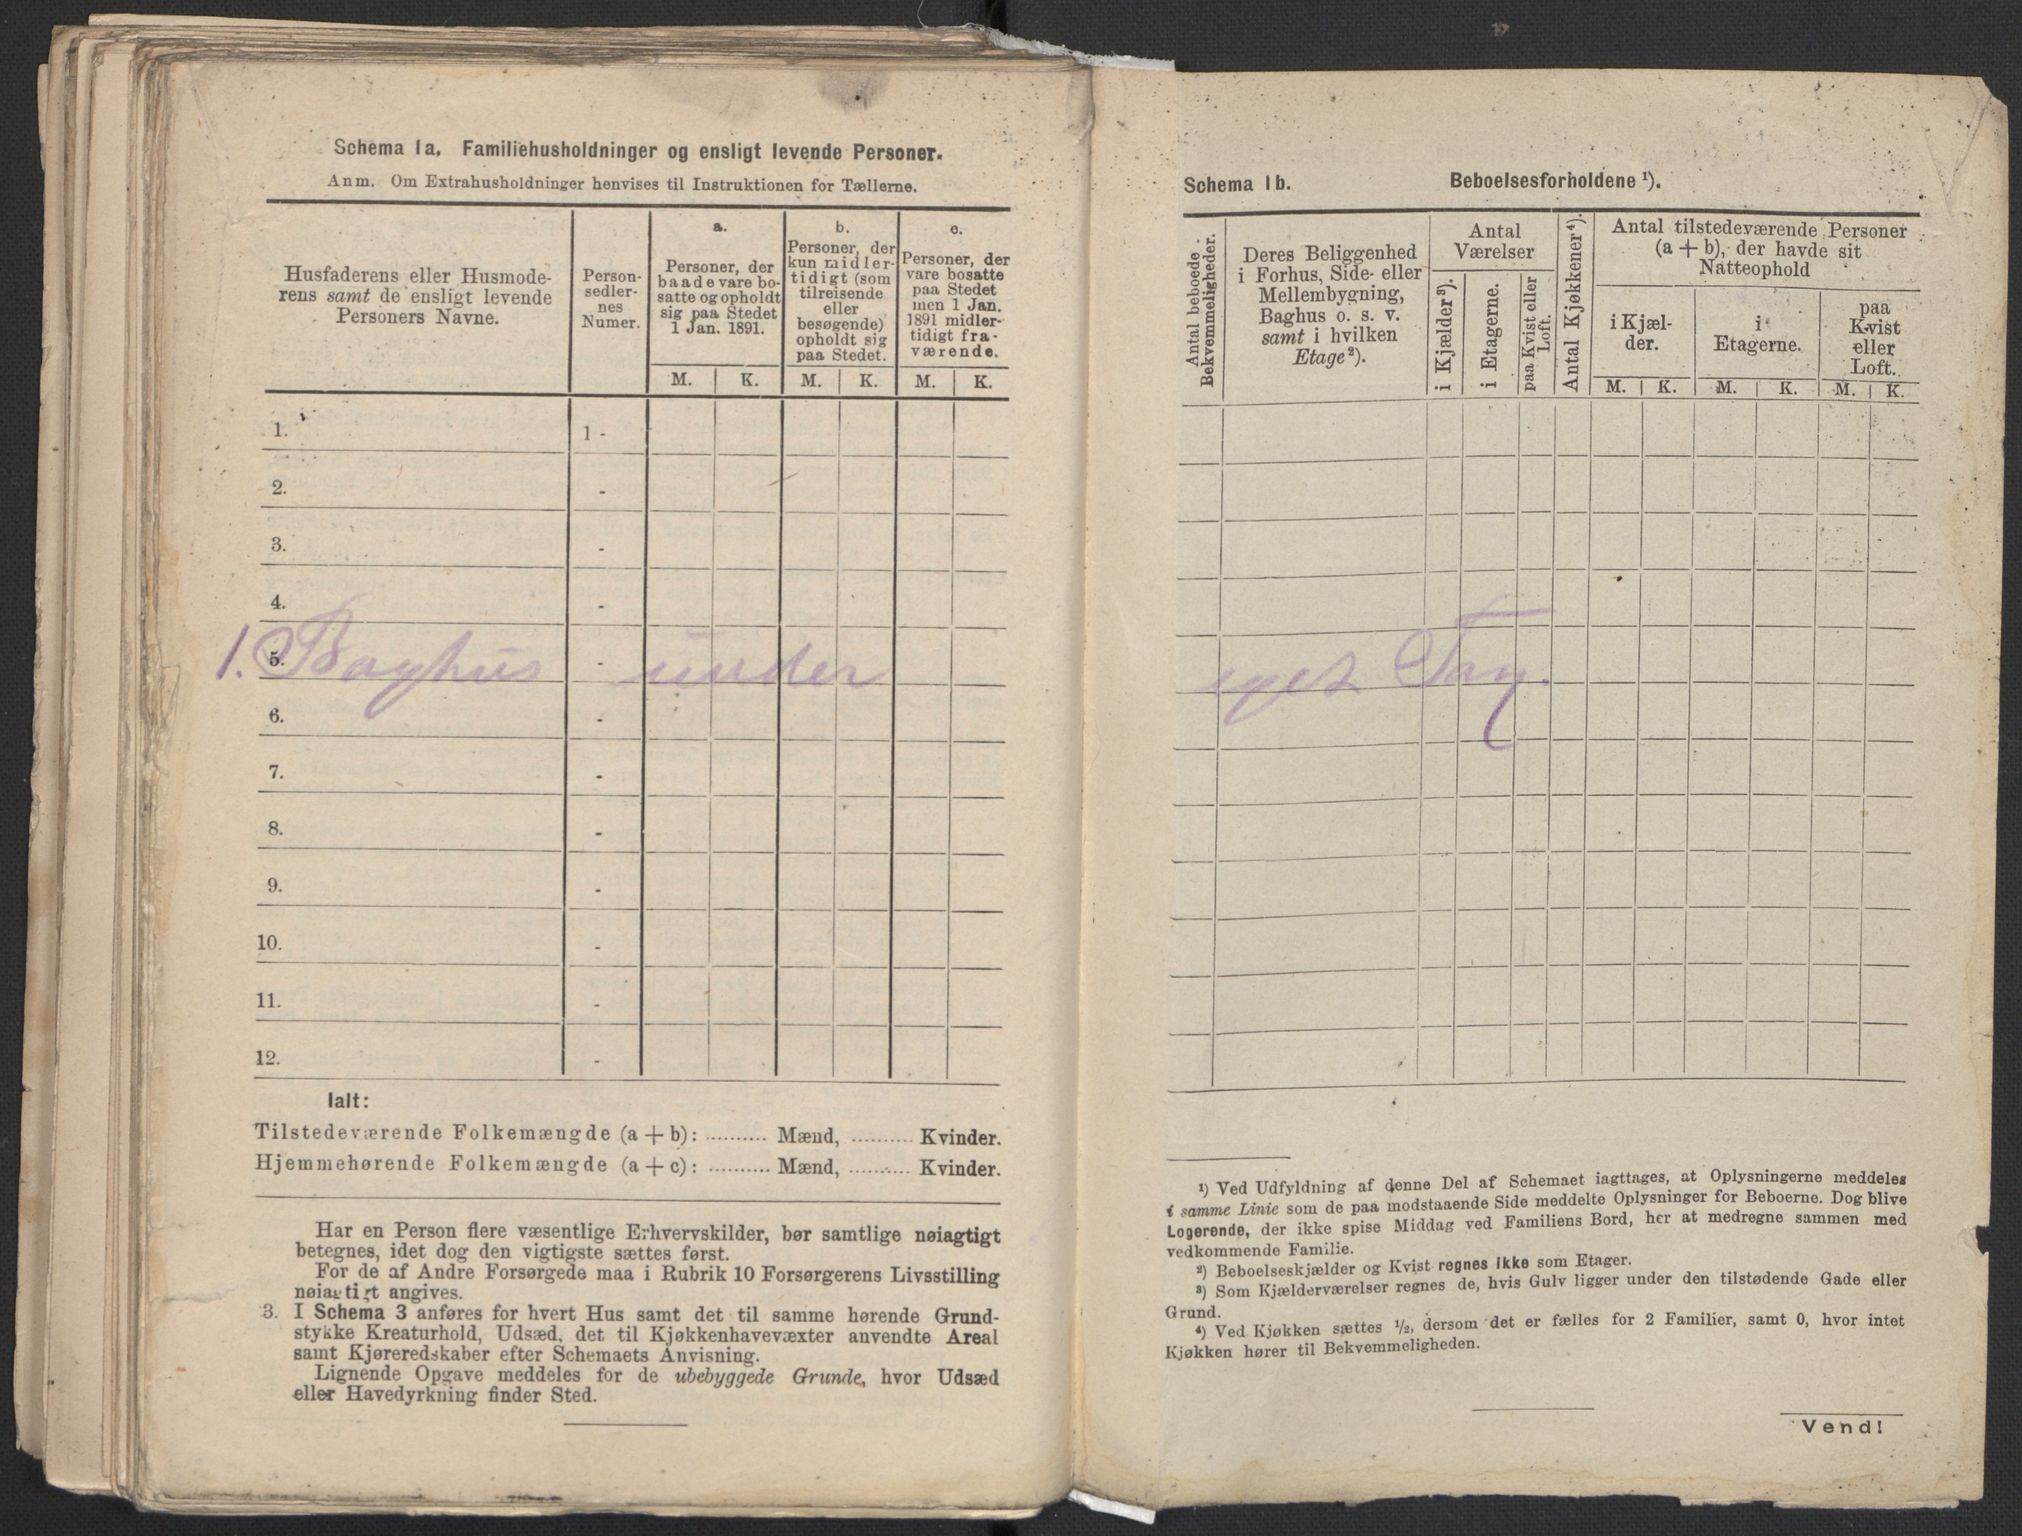 Schema 1a. Familiehusholdninger og ensligt levende Personer.
Anm. Om Extrahusholdninger henvises til Instruktionen for Tællerne.
Husfaderens eller Husmode-
rens samt de ensligt levende
Personers Navne.
Person-
sedler-
nes
Numer.
a.
Personer, der
baade vare bo-
satte og opholdt
sig paa Stedet
1 Jan. 1891.
b.
Personer, der
kun midler-
tidigt (som
tilreisende
eller
besøgende)
opholdt sig
paa Stedet.
c.
Personer, der
vare bosatte
paa Stedet
men 1 Jan.
1891 midler-
tidigt fra-
værende.
M. K. M. K. M. K.
1. 1 -
2. -
3. -
4. -
1. Baghus under
5. -
6. -
7. -
8. -
9. -
10. -
11. -
12. -
Ialt:
Tilstedeværende Folkemængde (a + b): .......... Mænd, .......... Kvinder.
Hjemmehørende Folkemængde (a + c): .......... Mænd, .......... Kvinder.
Har en Person flere væsentlige Erhvervskilder, bør samtlige nøiagtigt
betegnes, idet dog den vigtigste sættes først.
For de af Andre Forsørgede maa i Rubrik 10 Forsørgerens Livsstilling
nøiagtigt angives.
3. I Schema 3 anføres for hvert Hus samt det til samme hørende Grund-
stykke Kreaturhold, Udsæd, det til Kjøkkenhavevæxter anvendte Areal
samt Kjøreredskaber efter Schemaets Anvisning.
Lignende Opgave meddeles for de ubebyggede Grunde, hvor Udsæd
eller Havedyrkning finder Sted.
Schema 1b. Beboelsesforholdene ¹).
Antal beboede
Bekvemmeligheder.
Deres Beliggenhed
i Forhus, Side- eller
Mellembygning,
Baghus o. s. v.
samt i hvilken
Etage²).
Antal
Værelser
i Kjælder³).
i Etagerne.
paa Kvist eller
Loft.
Antal Kjøkkener⁴).
Antal tilstedeværende Personer
(a + b), der havde sit
Natteophold
i Kjæl-
der.
i
Etagerne.
paa
Kvist
eller
Loft.
M. K. M. K. M. K.
eget Tag.
¹) Ved Udfyldning af denne Del af Schemaet iagttages, at Oplysningerne meddeles
i samme Linie som de paa modstaaende Side meddelte Oplysninger for Beboerne. Dog blive
Logerende, der ikke spise Middag ved Familiens Bord, her at medregne sammen med
vedkommende Familie.
²) Beboelseskjælder og Kvist regnes ikke som Etager.
³) Som Kjælderværelser regnes de, hvis Gulv ligger under den tilstødende Gade eller
Grund.
⁴) Ved Kjøkken sættes ½, dersom det er fælles for 2 Familier, samt 0, hvor intet
Kjøkken hører til Bekvemmeligheden.
Vend!